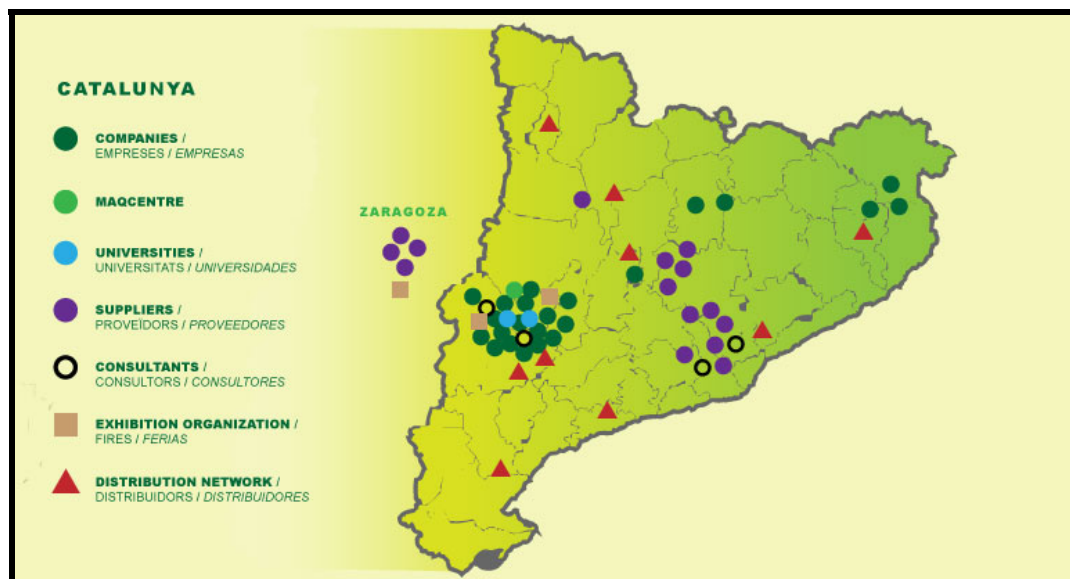 CATALUNYA
COMPANIES /
EMPRESES / EMPRESAS
MAQCENTRE
ZARAGOZA
UNIVERSITIES /
UNIVERSITATS / UNIVERSIDADES
SUPPLIERS /
PROVEÏDORS / PROVEEDORES
CONSULTANTS /
CONSULTORS / CONSULTORES
EXHIBITION ORGANIZATION /
FIRES / FERIAS
DISTRIBUTION NETWORK /
DISTRIBUIDORS / DISTRIBUIDORES